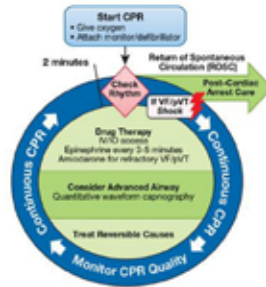 Start CPR
• Give oxygen
• Attach monitor/defibrillator
2 minutes
Return of Spontaneous
Circulation (ROSC)
Check
Rhythm
Post-Cardiac
Arrest Care
If VF/pVT
Shock
Drug Therapy
IV/IO access
Epinephrine every 3-5 minutes
Amiodarone for refractory VF/pVT
Consider Advanced Airway
Quantitative waveform capnography
Treat Reversible Causes
Continuous CPR
Continuous CPR
Monitor CPR Quality